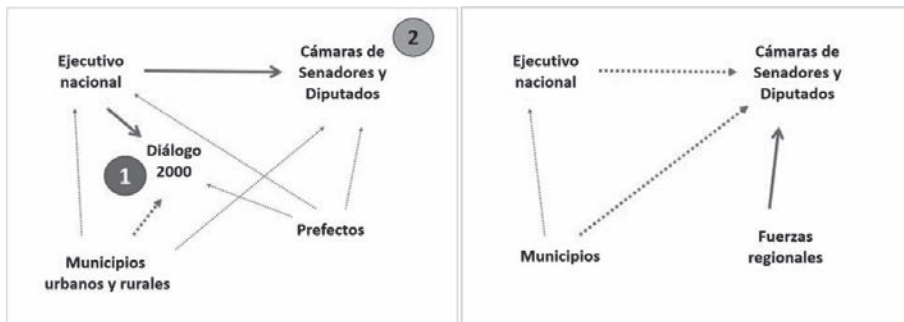 2
Ejecutivo
nacional
Cámaras de
Senadores y
Diputados
Diálogo
2000
1
Prefectos
Municipios
urbanos y rurales
Ejecutivo
nacional
Cámaras de
Senadores y
Diputados
Municipios
Fuerzas
regionales